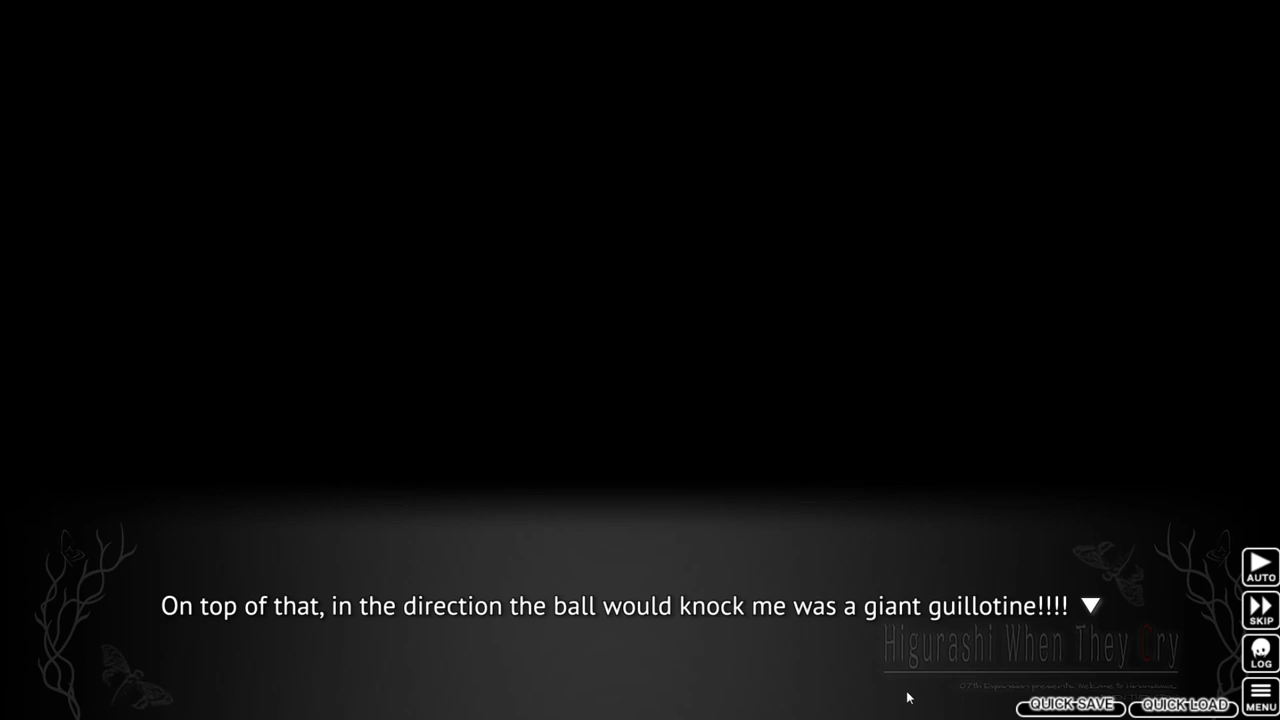 On top of that, in the direction the ball would knock me was a giant guillotine!!!!
Higurashi When They Cry
AUTO
SKIP
LOG
MENU
QUICK SAVE
QUICK LOAD